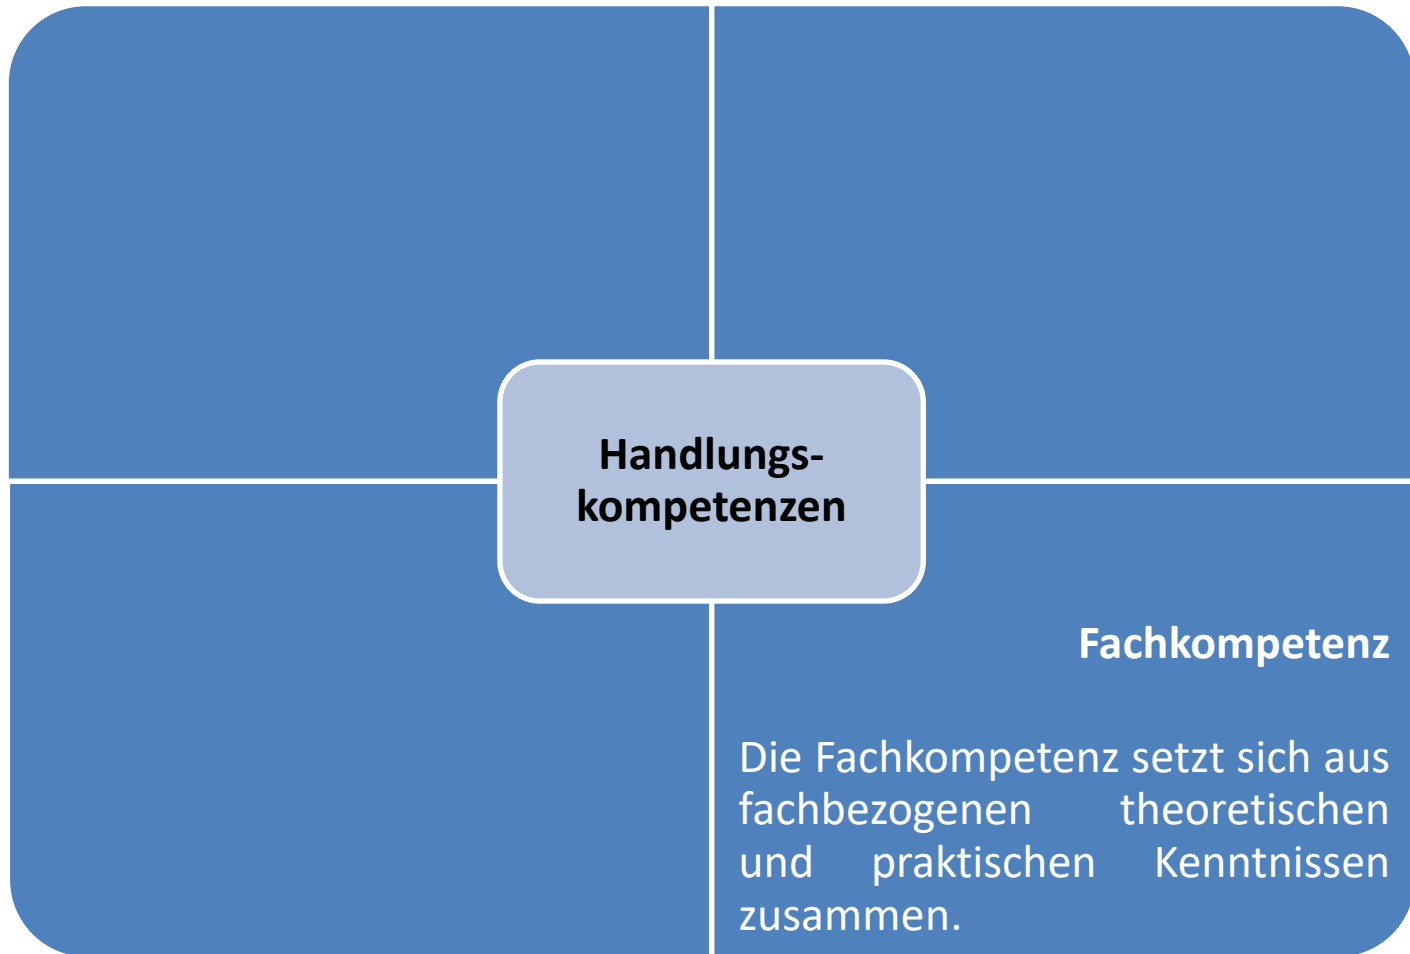 Handlungs-
kompetenzen
Fachkompetenz
Die Fachkompetenz setzt sich aus
fachbezogenen theoretischen
und praktischen Kenntnissen
zusammen.